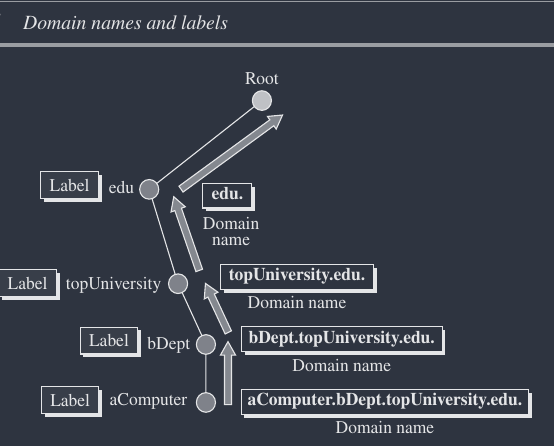 Domain names and labels
Root
Label edu
edu.
Domain
name
Label topUniversity
topUniversity.edu.
Domain name
Label bDept
bDept.topUniversity.edu.
Domain name
Label aComputer
aComputer.bDept.topUniversity.edu.
Domain name